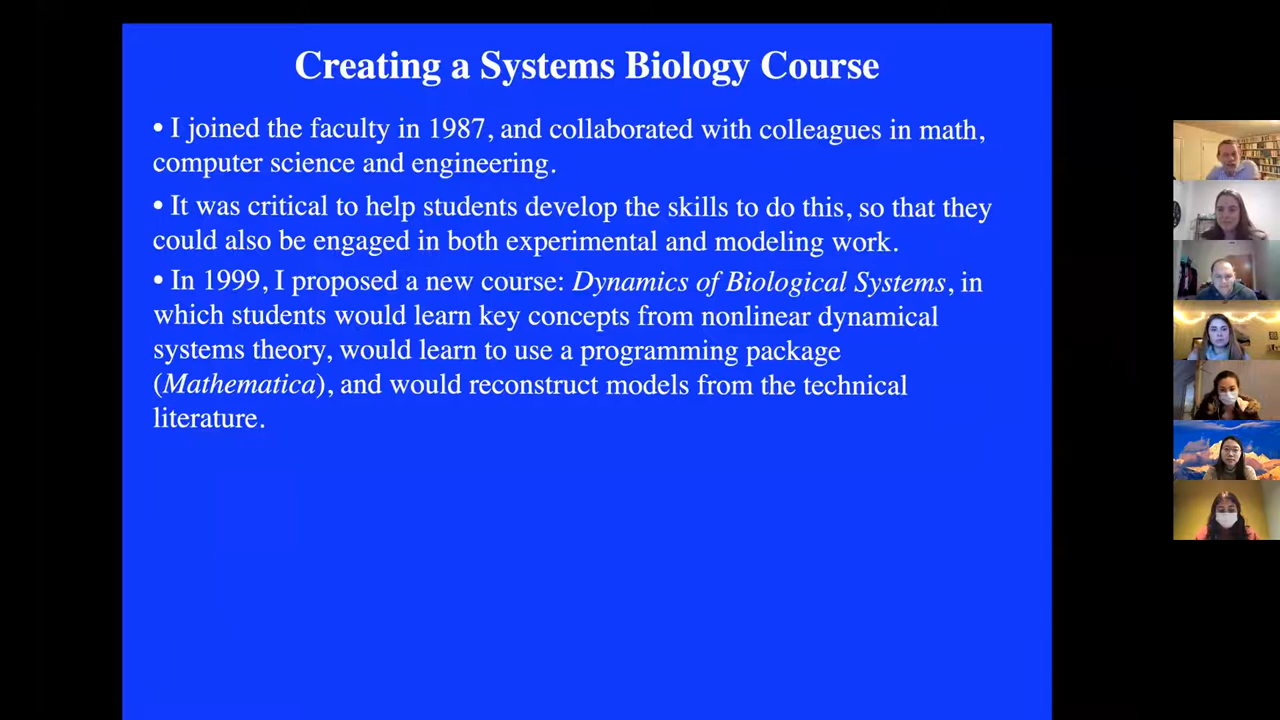 Creating a Systems Biology Course
• I joined the faculty in 1987, and collaborated with colleagues in math,
computer science and engineering.
• It was critical to help students develop the skills to do this, so that they
could also be engaged in both experimental and modeling work.
• In 1999, I proposed a new course: Dynamics of Biological Systems, in
which students would learn key concepts from nonlinear dynamical
systems theory, would learn to use a programming package
(Mathematica), and would reconstruct models from the technical
literature.